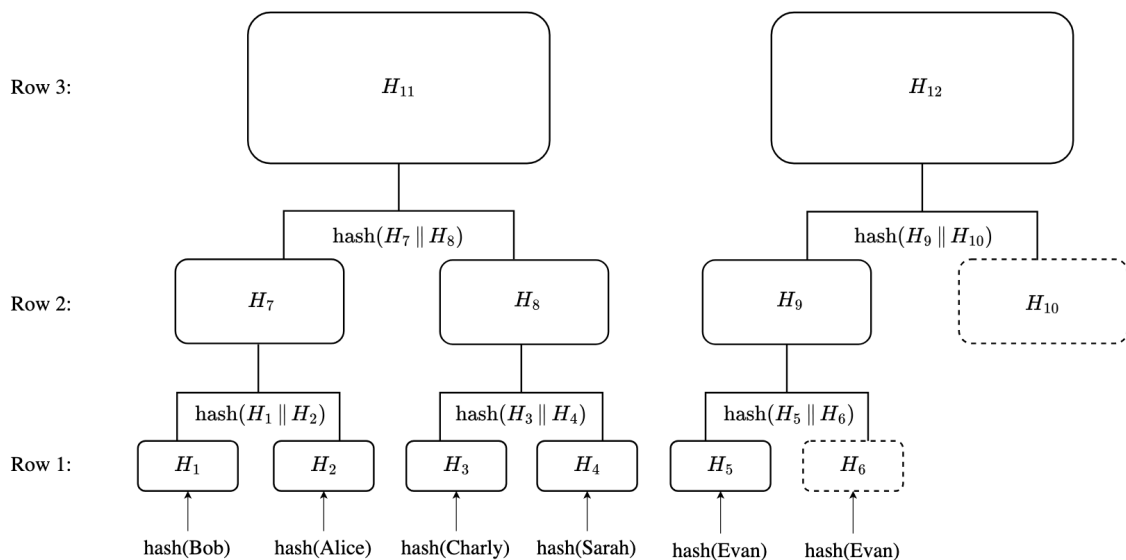 Row 3: H₁₁ H₁₂
hash(H₇ ∥ H₈) hash(H₉ ∥ H₁₀)
Row 2: H₇ H₈ H₉ H₁₀
hash(H₁ ∥ H₂) hash(H₃ ∥ H₄) hash(H₅ ∥ H₆)
Row 1: H₁ H₂ H₃ H₄ H₅ H₆
hash(Bob) hash(Alice) hash(Charly) hash(Sarah) hash(Evan) hash(Evan)